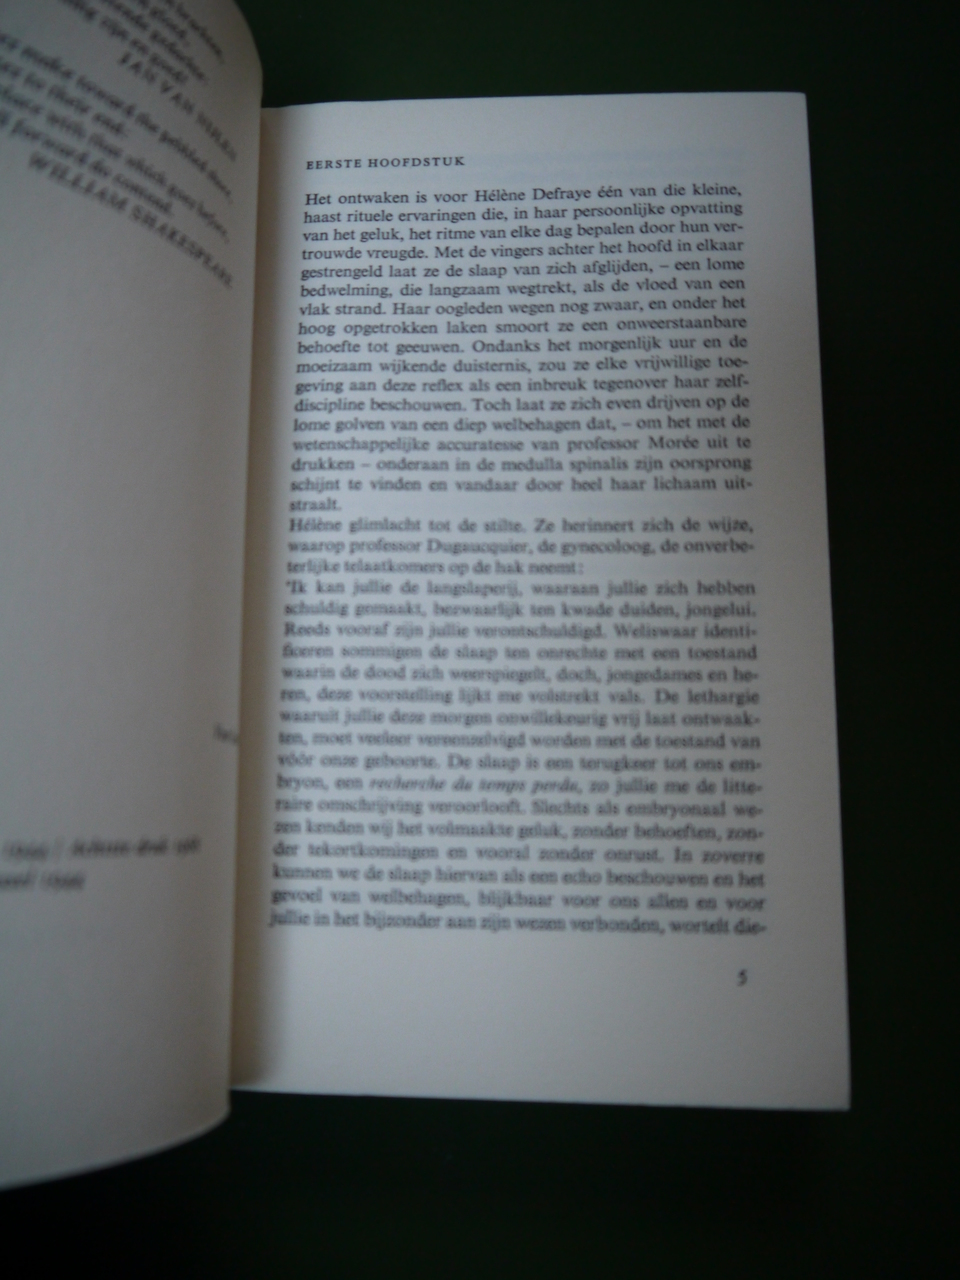 JAN VAN NIJLEN
WILLIAM SHAKESPEARE
EERSTE HOOFDSTUK
Het ontwaken is voor Hélène Defraye één van die kleine,
haast rituele ervaringen die, in haar persoonlijke opvatting
van het geluk, het ritme van elke dag bepalen door hun ver-
trouwde vreugde. Met de vingers achter het hoofd in elkaar
gestrengeld laat ze de slaap van zich afglijden, – een lome
bedwelming, die langzaam wegtrekt, als de vloed van een
vlak strand. Haar oogleden wegen nog zwaar, en onder het
hoog opgetrokken laken smoort ze een onweerstaanbare
behoefte tot geeuwen. Ondanks het morgenlijk uur en de
moeizaam wijkende duisternis, zou ze elke vrijwillige toe-
geving aan deze reflex als een inbreuk tegenover haar zelf-
discipline beschouwen. Toch laat ze zich even drijven op de
lome golven van een diep welbehagen dat, – om het met de
wetenschappelijke accuratesse van professor Morée uit te
drukken – onderaan in de medulla spinalis zijn oorsprong
schijnt te vinden en vandaar door heel haar lichaam uit-
straalt.
Hélène glimlacht tot de stilte. Ze herinnert zich de wijze,
waarop professor Dugaucquier, de gynecoloog, de onverbe-
terlijke telaatkomers op de hak neemt:
'Ik kan jullie de langslaperij, waaraan jullie zich hebben
schuldig gemaakt, bezwaarlijk ten kwade duiden, jongelui.
Reeds vooraf zijn jullie verontschuldigd. Weliswaar identi-
ficeren sommigen de slaap ten onrechte met een toestand
waarin de dood zich weerspiegelt, doch, jongedames en he-
ren, deze voorstelling lijkt me volstrekt vals. De lethargie
waaruit jullie deze morgen onwillekeurig vrij laat ontwaak-
ten, moet veeleer vereenzelvigd worden met de toestand van
vóór onze geboorte. De slaap is een terugkeer tot ons em-
bryon, een recherche du temps perdu, zo jullie me de litte-
raire omschrijving veroorlooft. Slechts als embryonaal we-
zen kenden wij het volmaakte geluk, zonder behoeften, zon-
der tekortkomingen en vooral zonder onrust. In zoverre
kunnen we de slaap hiervan als een echo beschouwen en het
gevoel van welbehagen, blijkbaar voor ons allen en voor
jullie in het bijzonder aan zijn wezen verbonden, wortelt die-
5